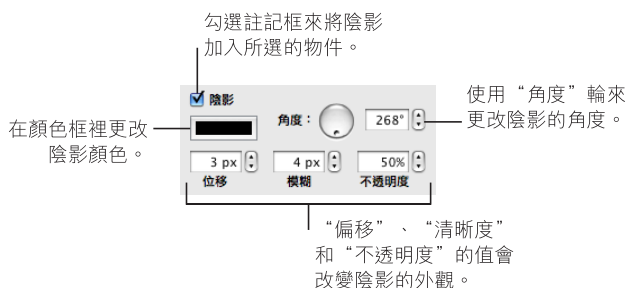 勾選註記框來將陰影
加入所選的物件。
陰影
角度：
268°
使用“角度”輪來
更改陰影的角度。
在顏色框裡更改
陰影顏色。
3 px
4 px
50%
位移
模糊
不透明度
“偏移”、“清晰度”
和“不透明度”的值會
改變陰影的外觀。